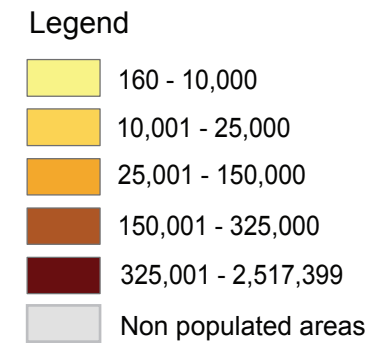 Legend
160 - 10,000
10,001 - 25,000
25,001 - 150,000
150,001 - 325,000
325,001 - 2,517,399
Non populated areas